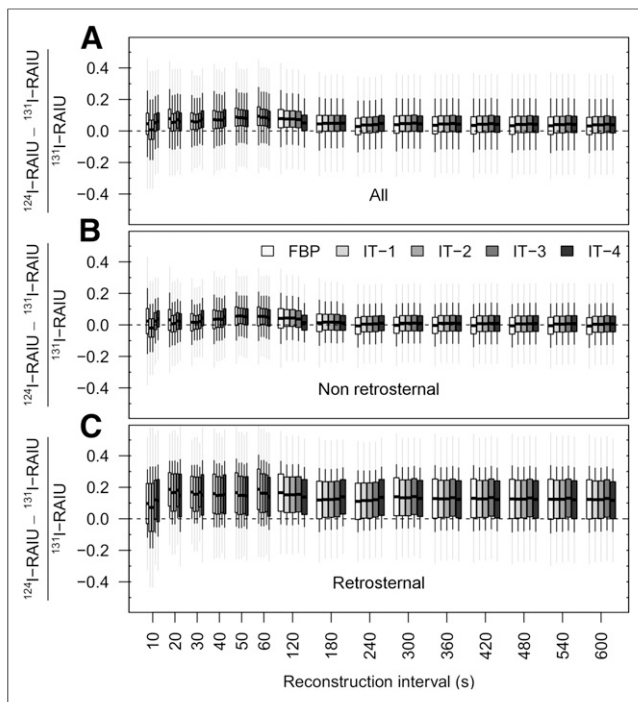 A
0.4
0.2
0.0
−0.2
−0.4
¹²⁴I−RAIU − ¹³¹I−RAIU
¹³¹I−RAIU
All
B
FBP IT−1 IT−2 IT−3 IT−4
0.4
0.2
0.0
−0.2
−0.4
¹²⁴I−RAIU − ¹³¹I−RAIU
¹³¹I−RAIU
Non retrosternal
C
0.4
0.2
0.0
−0.2
−0.4
¹²⁴I−RAIU − ¹³¹I−RAIU
¹³¹I−RAIU
Retrosternal
10 20 30 40 50 60 120 180 240 300 360 420 480 540 600
Reconstruction interval (s)